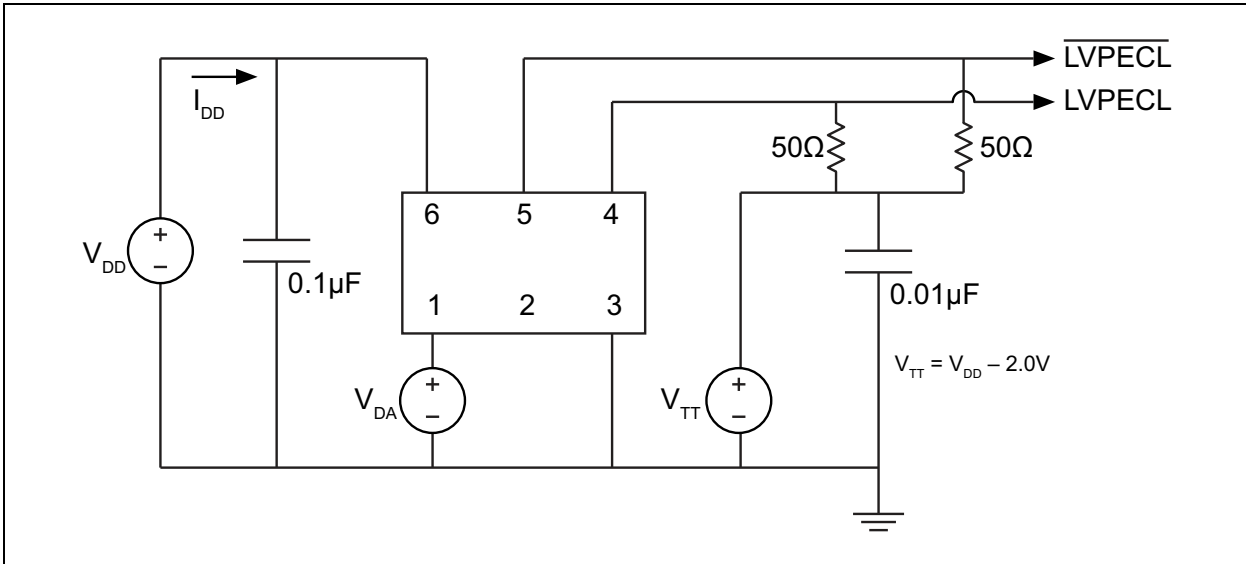 L̅V̅P̅E̅C̅L̅
I_DD
LVPECL
50Ω
50Ω
6 5 4
V_DD
+
−
0.1µF
0.01µF
1 2 3
V_TT = V_DD – 2.0V
V_DA
+
−
V_TT
+
−